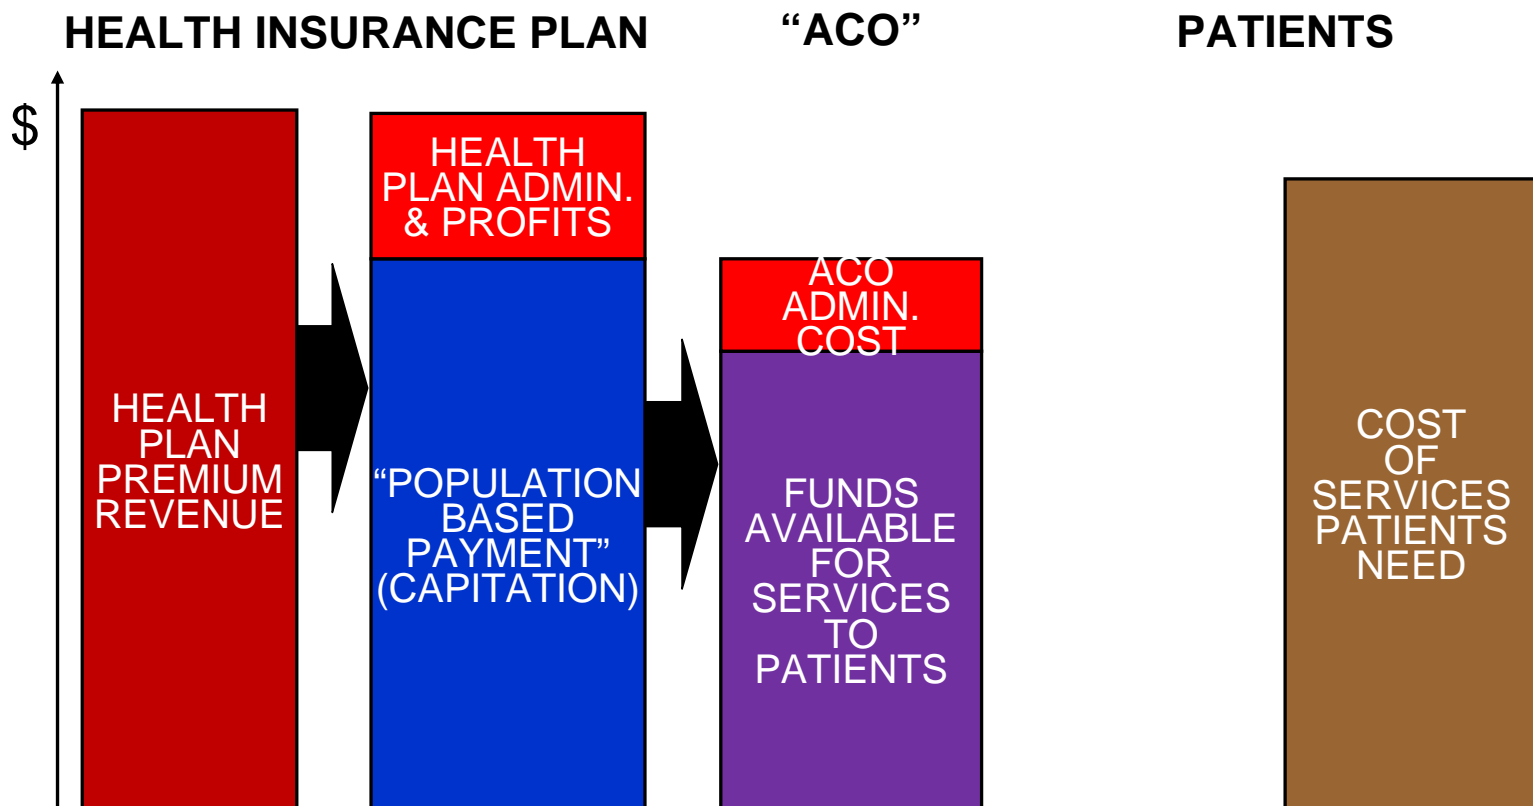 HEALTH INSURANCE PLAN
“ACO”
PATIENTS
$
HEALTH
PLAN
PREMIUM
REVENUE
HEALTH
PLAN ADMIN.
& PROFITS
“POPULATION
BASED
PAYMENT”
(CAPITATION)
ACO
ADMIN.
COST
FUNDS
AVAILABLE
FOR
SERVICES
TO
PATIENTS
COST
OF
SERVICES
PATIENTS
NEED